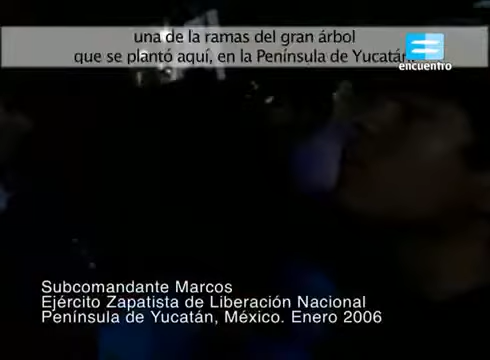 una de la ramas del gran árbol
que se plantó aquí, en la Península de Yucatán.
encuentro
Subcomandante Marcos
Ejército Zapatista de Liberación Nacional
Península de Yucatán, México. Enero 2006